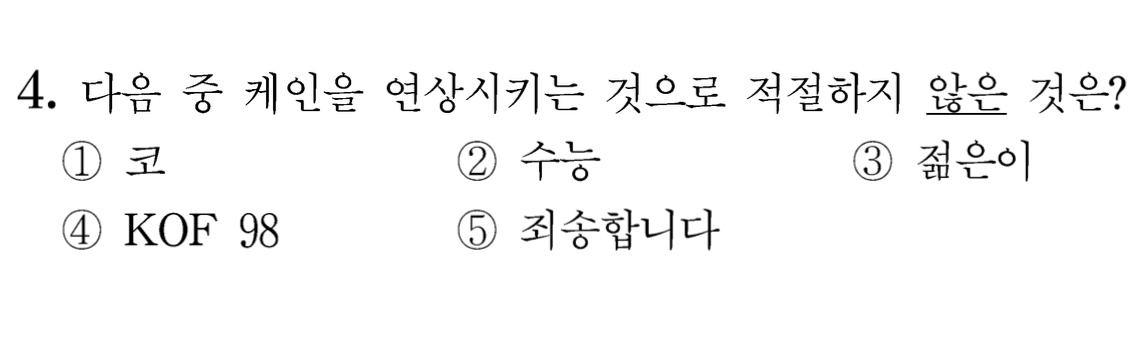 4. 다음 중 케인을 연상시키는 것으로 적절하지 않은 것은?
① 코 ② 수능 ③ 젊은이
④ KOF 98 ⑤ 죄송합니다